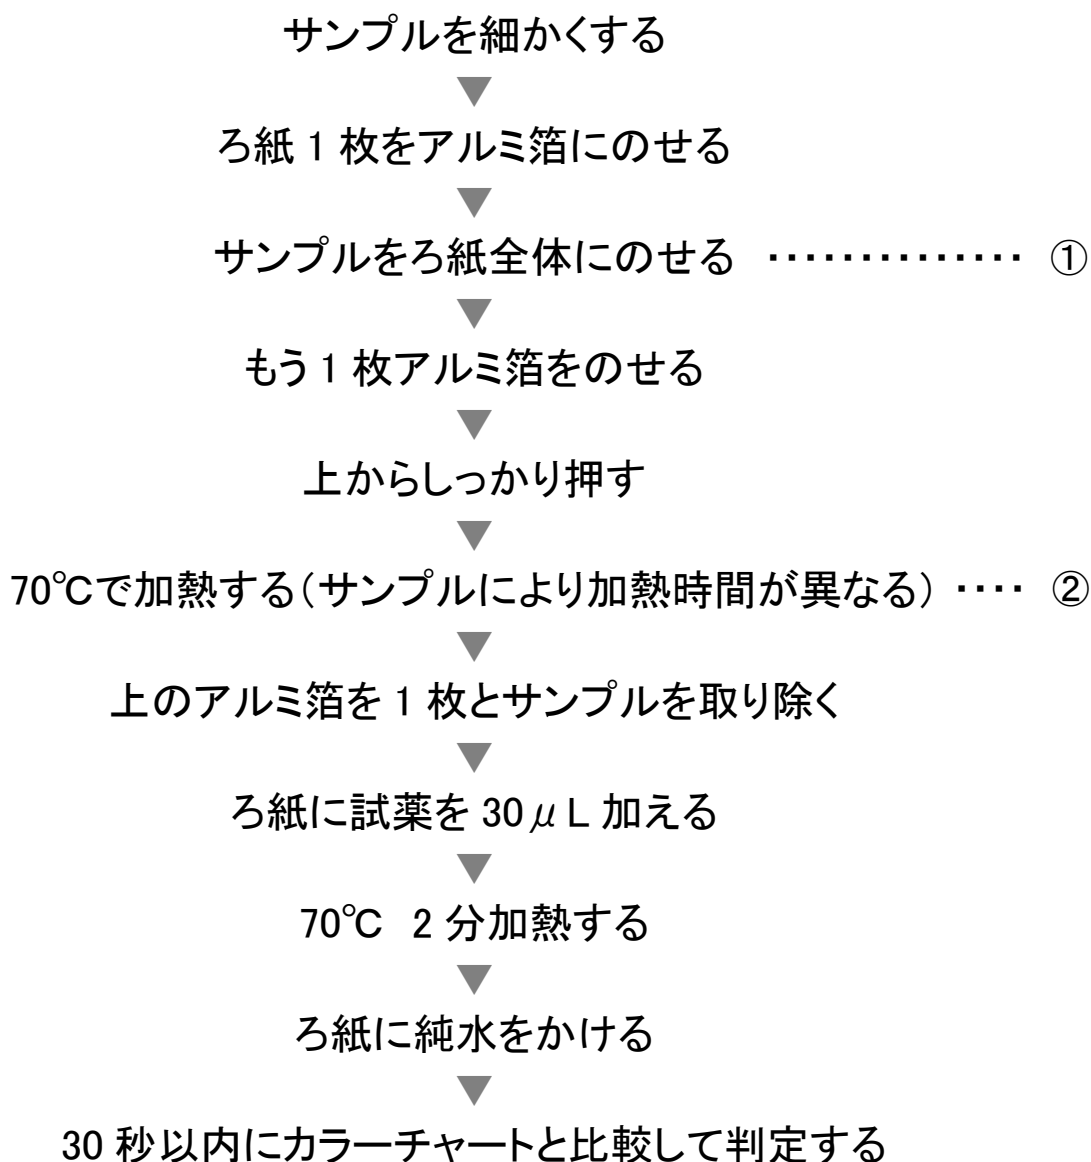 サンプルを細かくする
▼
ろ紙 1 枚をアルミ箔にのせる
▼
サンプルをろ紙全体にのせる ・・・・・・・・・・・・・・ ①
▼
もう 1 枚アルミ箔をのせる
▼
上からしっかり押す
▼
70℃で加熱する（サンプルにより加熱時間が異なる） ・・・・ ②
▼
上のアルミ箔を 1 枚とサンプルを取り除く
▼
ろ紙に試薬を 30μL 加える
▼
70℃ 2 分加熱する
▼
ろ紙に純水をかける
▼
30 秒以内にカラーチャートと比較して判定する